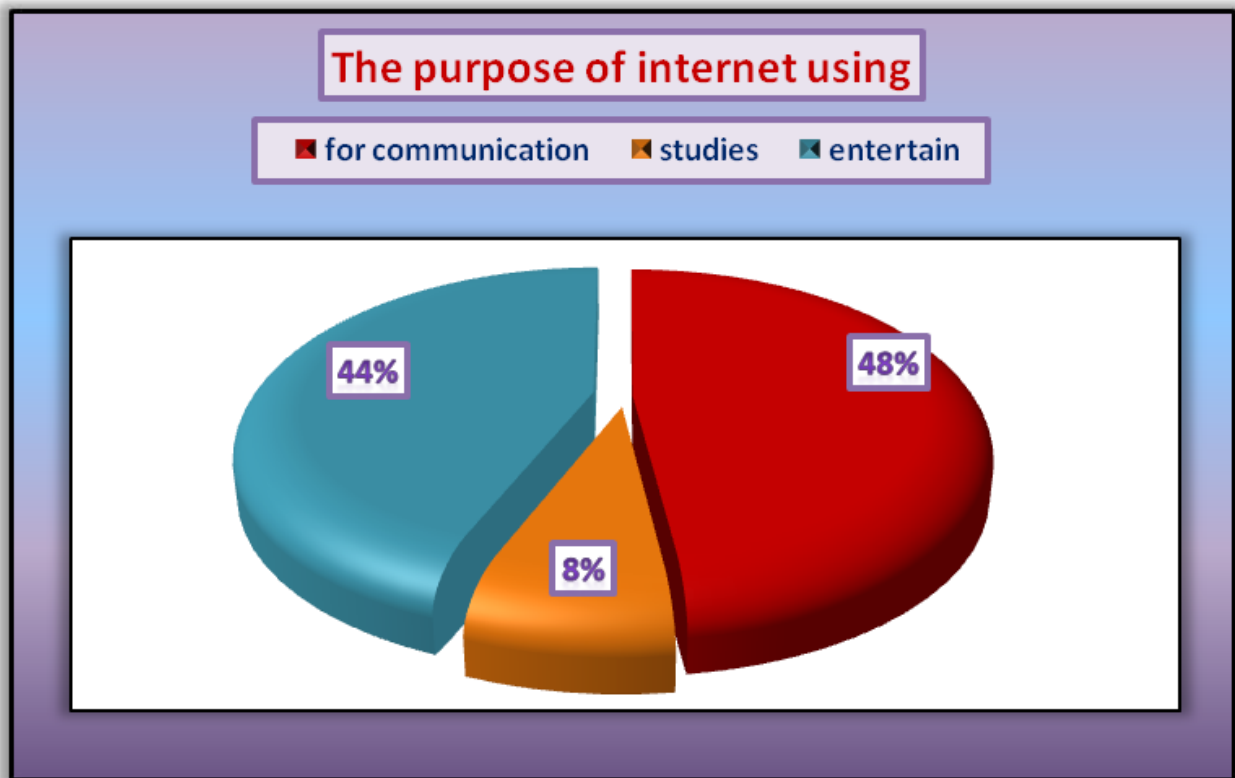 The purpose of internet using
for communication studies entertain
44%
48%
8%